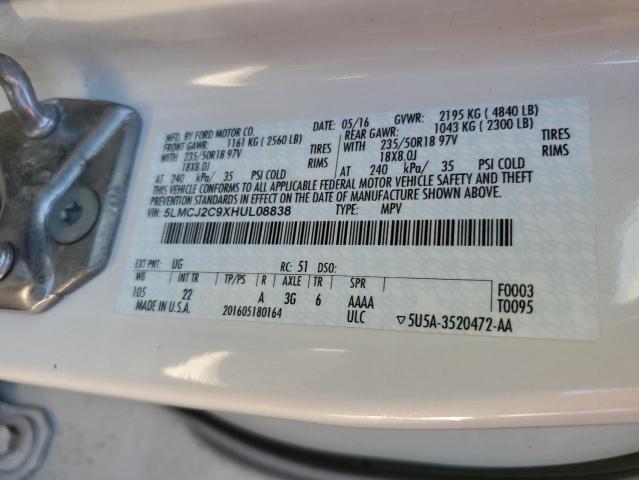 MFD. BY FORD MOTOR CO.
DATE: 05/16 GVWR: 2195 KG ( 4840 LB)
FRONT GAWR: 1161 KG ( 2560 LB) REAR GAWR: 1043 KG ( 2300 LB)
WITH 235/50R18 97V TIRES WITH 235/50R18 97V TIRES
18X8.0J RIMS 18X8.0J RIMS
AT 240 kPa/ 35 PSI COLD AT 240 kPa/ 35 PSI COLD
THIS VEHICLE CONFORMS TO ALL APPLICABLE FEDERAL MOTOR VEHICLE SAFETY AND THEFT
PREVENTION STANDARDS IN EFFECT ON THE DATE OF MANUFACTURE SHOWN ABOVE.
VIN: 5LMCJ2C9XHUL08838 TYPE: MPV
EXT PNT: UG RC: 51 DSO:
WB INT TR TP/PS R AXLE TR SPR F0003
105 22 A 3G 6 AAAA T0095
MADE IN U.S.A. 201605180164 ULC ▽5U5A-3520472-AA